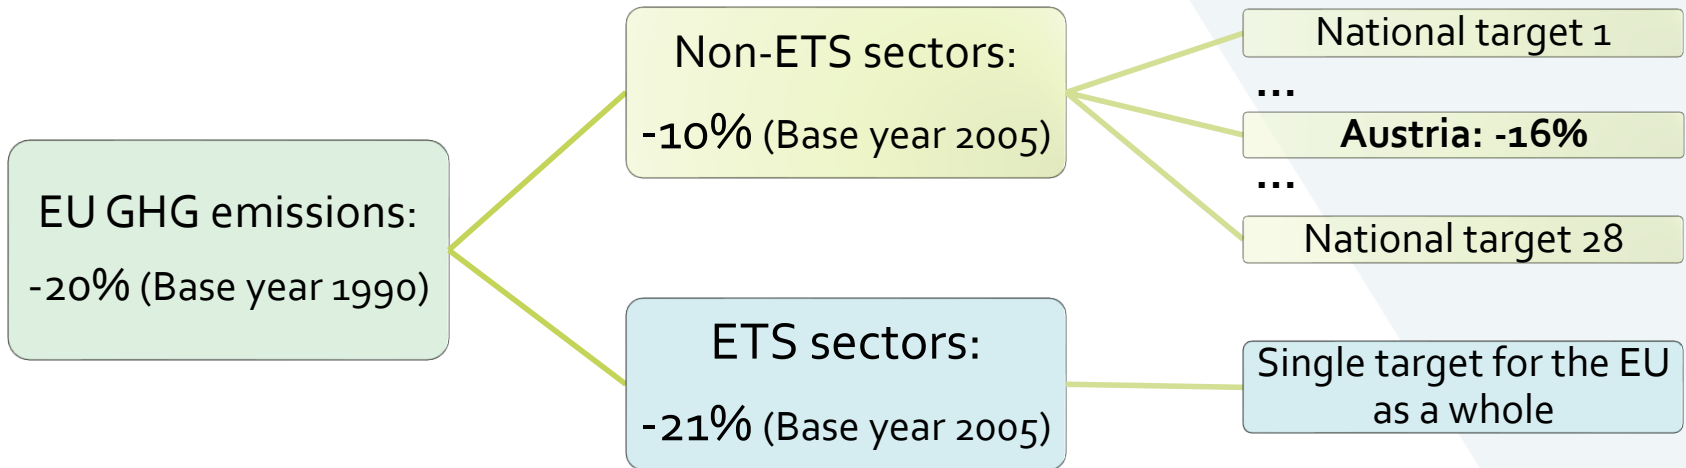 EU GHG emissions:
-20% (Base year 1990)
Non-ETS sectors:
-10% (Base year 2005)
ETS sectors:
-21% (Base year 2005)
National target 1
...
Austria: -16%
...
National target 28
Single target for the EU
as a whole